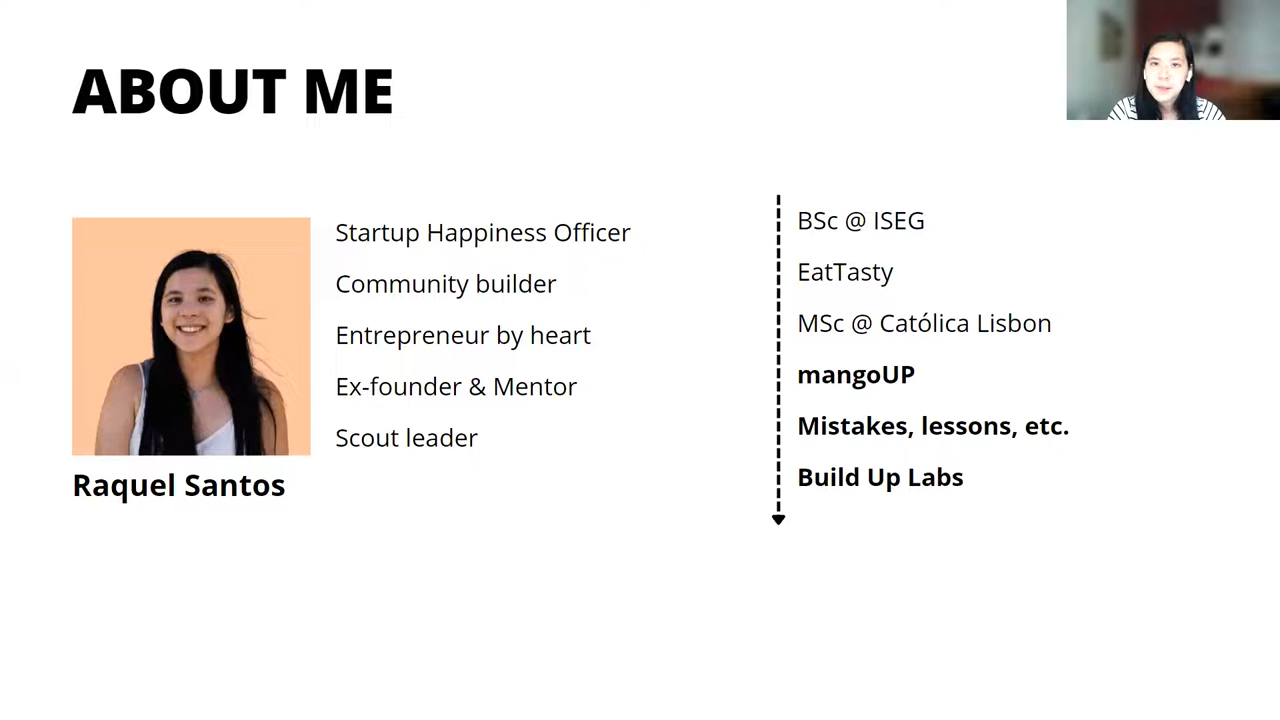 ABOUT ME
Startup Happiness Officer
Community builder
Entrepreneur by heart
Ex-founder & Mentor
Scout leader
Raquel Santos
BSc @ ISEG
EatTasty
MSc @ Católica Lisbon
mangoUP
Mistakes, lessons, etc.
Build Up Labs